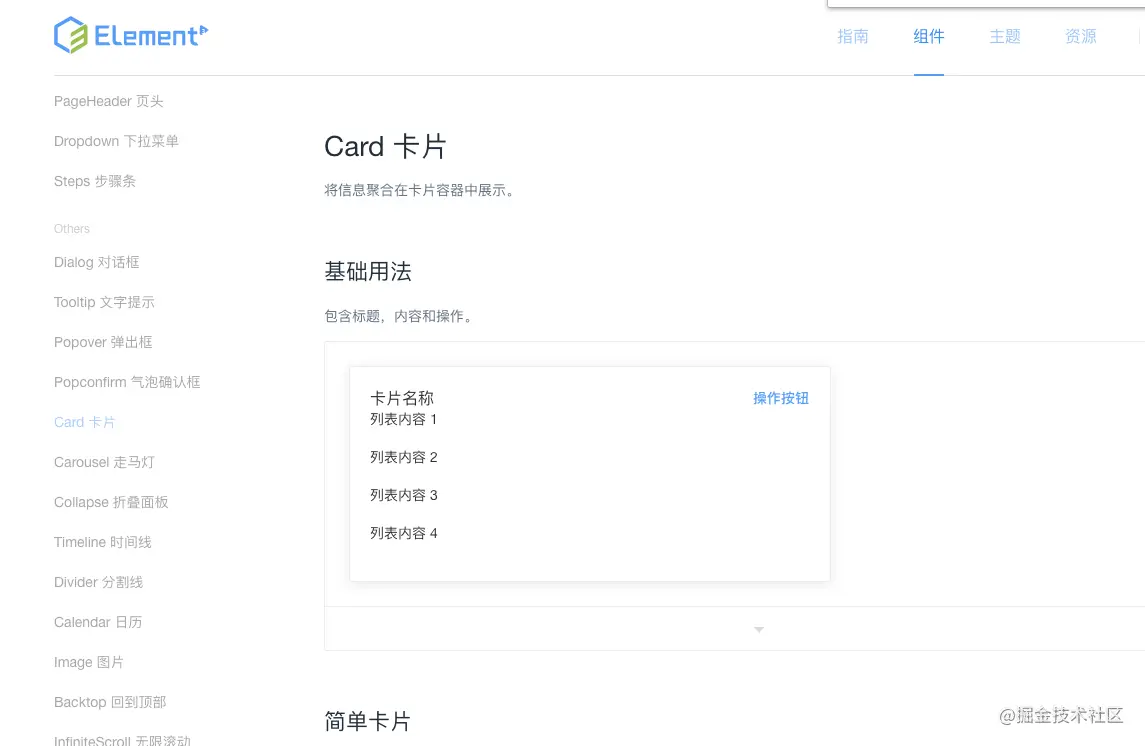 Element
指南 组件 主题 资源
PageHeader 页头
Dropdown 下拉菜单
Steps 步骤条
Others
Dialog 对话框
Tooltip 文字提示
Popover 弹出框
Popconfirm 气泡确认框
Card 卡片
Carousel 走马灯
Collapse 折叠面板
Timeline 时间线
Divider 分割线
Calendar 日历
Image 图片
Backtop 回到顶部
InfiniteScroll 无限滚动
Card 卡片
将信息聚合在卡片容器中展示。
基础用法
包含标题，内容和操作。
卡片名称 操作按钮
列表内容 1
列表内容 2
列表内容 3
列表内容 4
简单卡片
@掘金技术社区